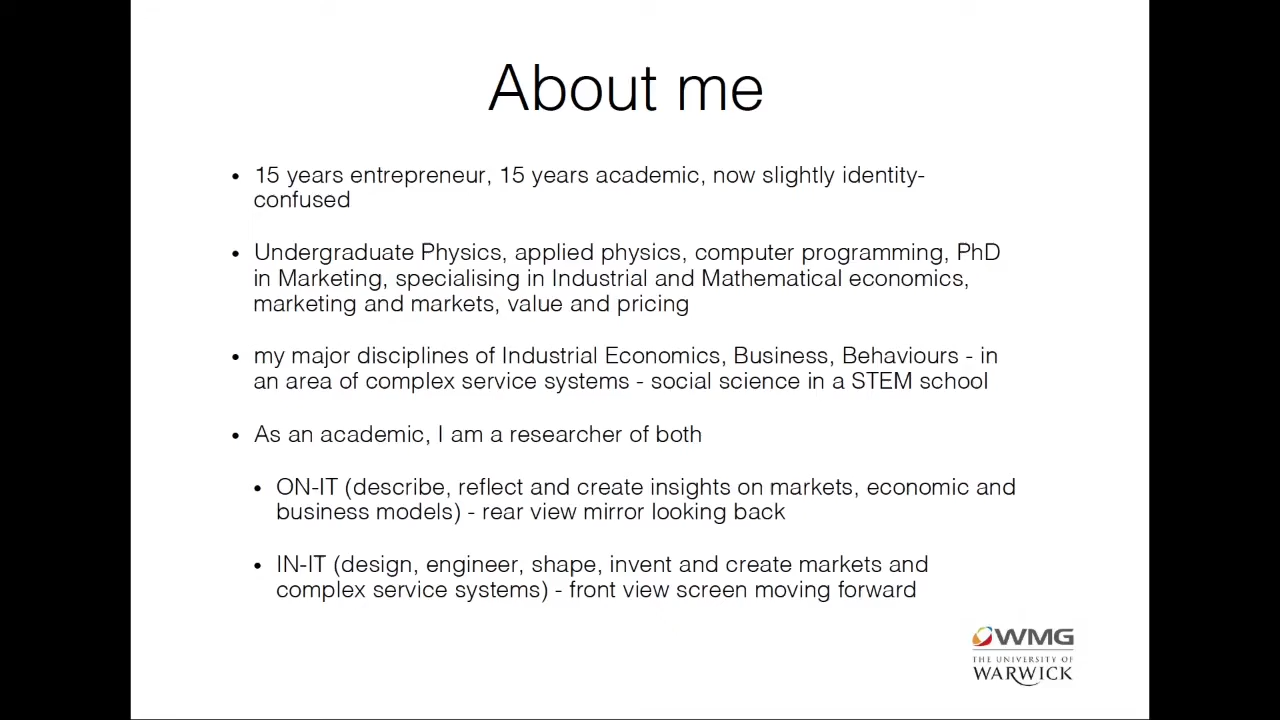 About me
• 15 years entrepreneur, 15 years academic, now slightly identity-
confused
• Undergraduate Physics, applied physics, computer programming, PhD
in Marketing, specialising in Industrial and Mathematical economics,
marketing and markets, value and pricing
• my major disciplines of Industrial Economics, Business, Behaviours - in
an area of complex service systems - social science in a STEM school
• As an academic, I am a researcher of both
• ON-IT (describe, reflect and create insights on markets, economic and
business models) - rear view mirror looking back
• IN-IT (design, engineer, shape, invent and create markets and
complex service systems) - front view screen moving forward
WMG
THE UNIVERSITY OF
WARWICK